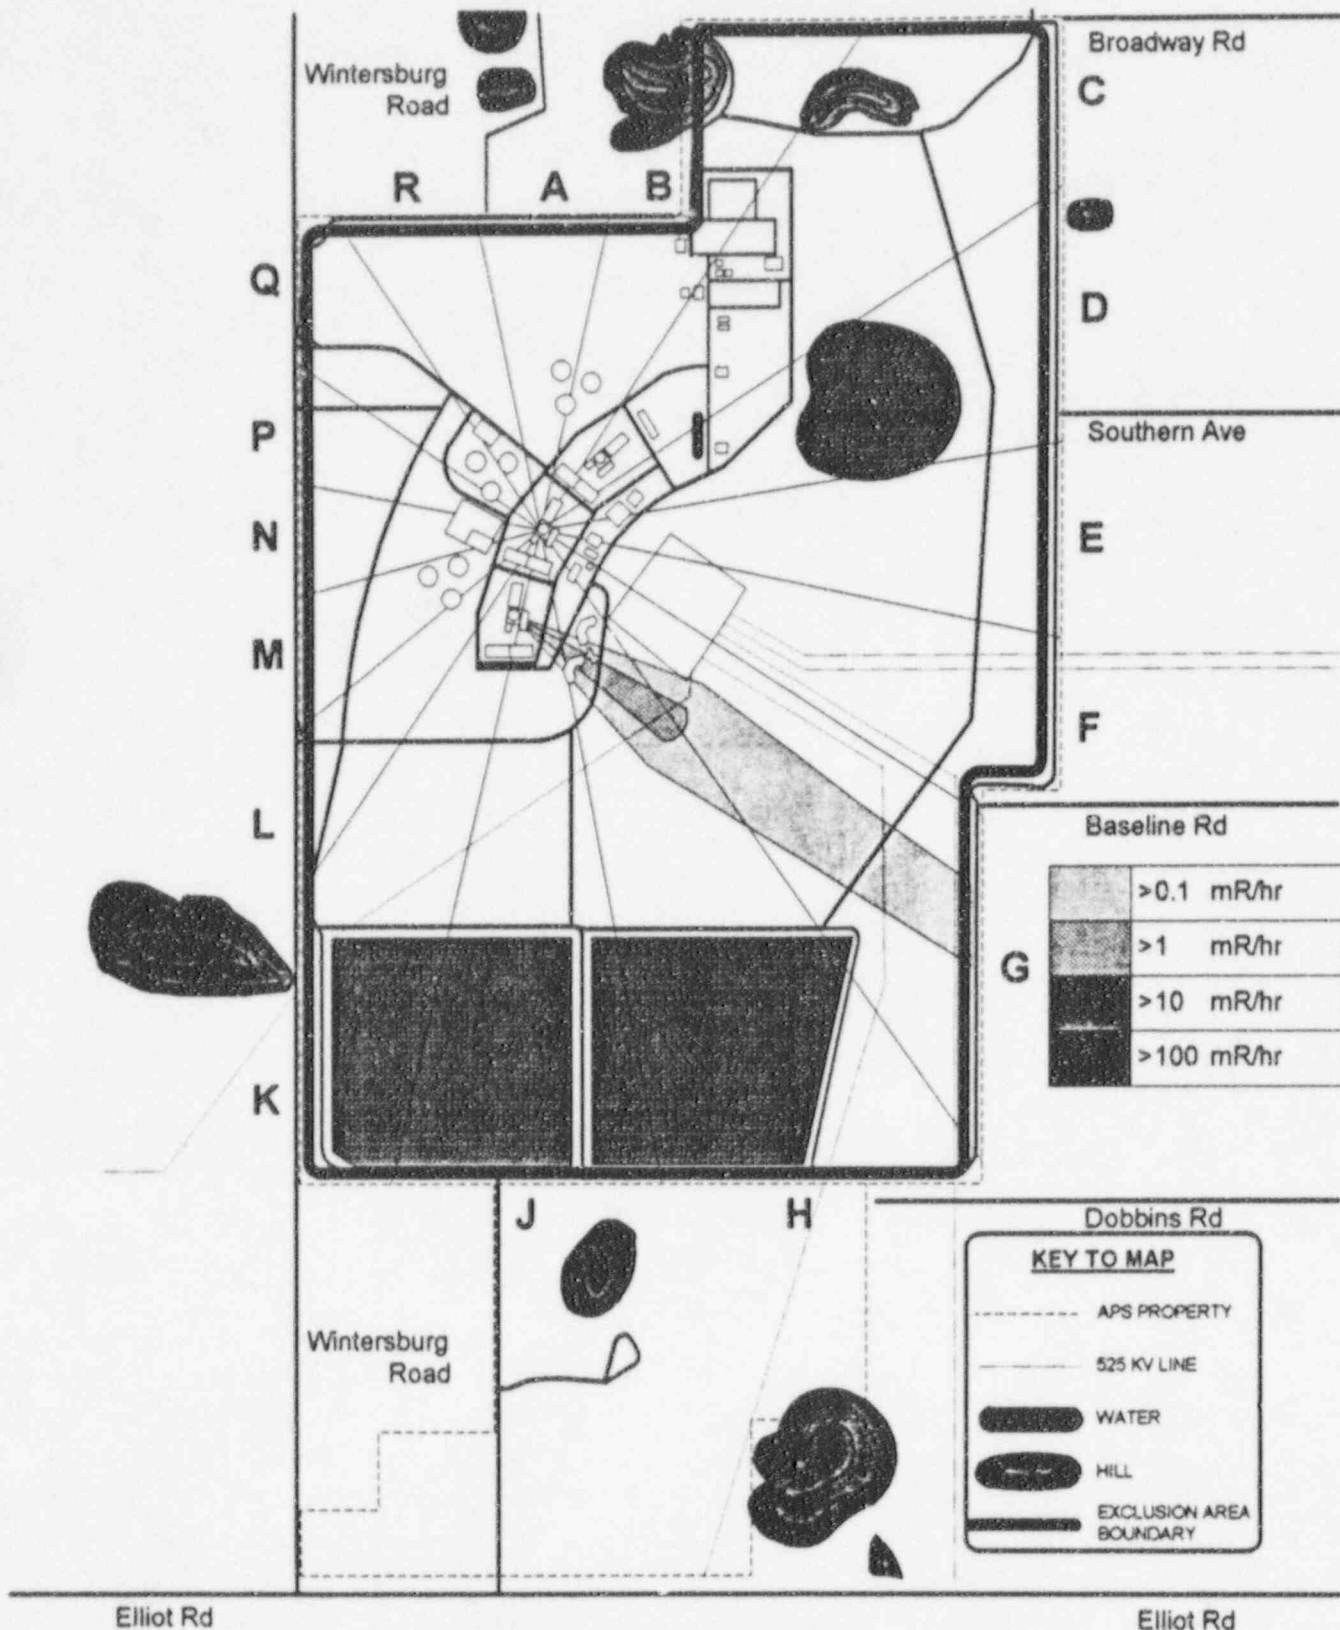 Broadway Rd
Wintersburg
Road
C
R
A
B
Q
D
P
Southern Ave
N
E
M
F
L
Baseline Rd
>0.1 mR/hr
>1 mR/hr
G
>10 mR/hr
>100 mR/hr
K
J
H
Dobbins Rd
KEY TO MAP
APS PROPERTY
525 KV LINE
WATER
HILL
EXCLUSION AREA
BOUNDARY
Wintersburg
Road
Elliot Rd
Elliot Rd